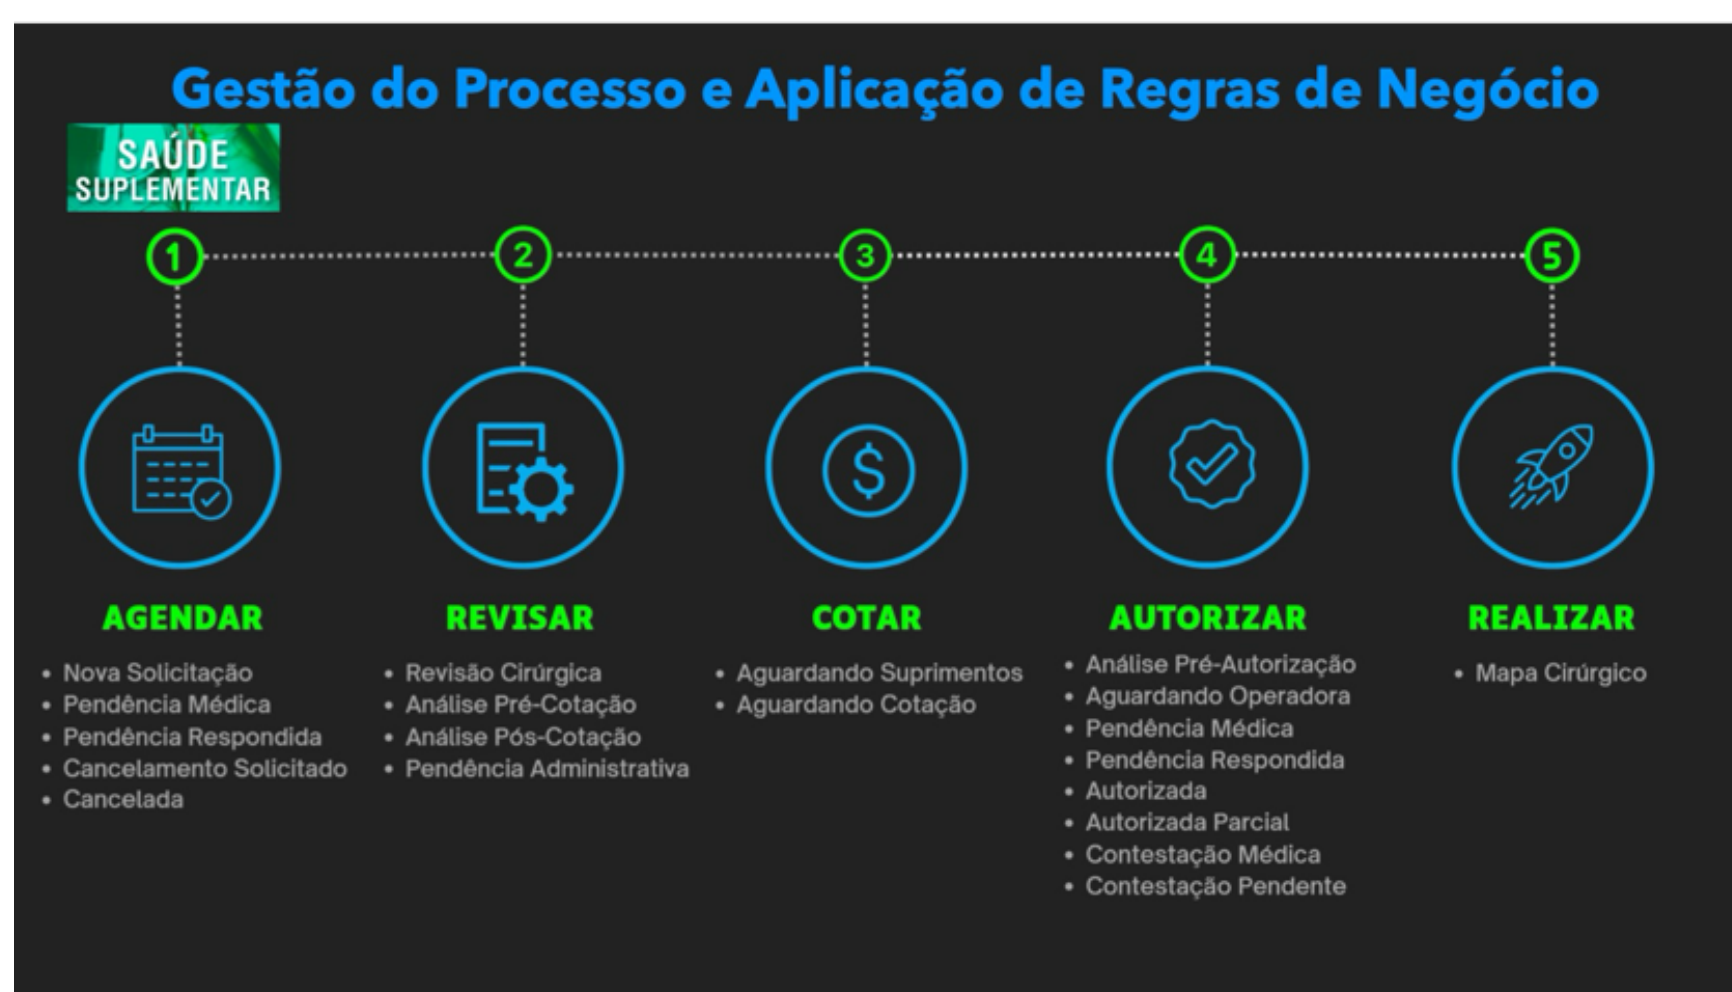 Gestão do Processo e Aplicação de Regras de Negócio
SAÚDE
SUPLEMENTAR
1
2
3
4
5
$
AGENDAR
• Nova Solicitação
• Pendência Médica
• Pendência Respondida
• Cancelamento Solicitado
• Cancelada
REVISAR
• Revisão Cirúrgica
• Análise Pré-Cotação
• Análise Pós-Cotação
• Pendência Administrativa
COTAR
• Aguardando Suprimentos
• Aguardando Cotação
AUTORIZAR
• Análise Pré-Autorização
• Aguardando Operadora
• Pendência Médica
• Pendência Respondida
• Autorizada
• Autorizada Parcial
• Contestação Médica
• Contestação Pendente
REALIZAR
• Mapa Cirúrgico